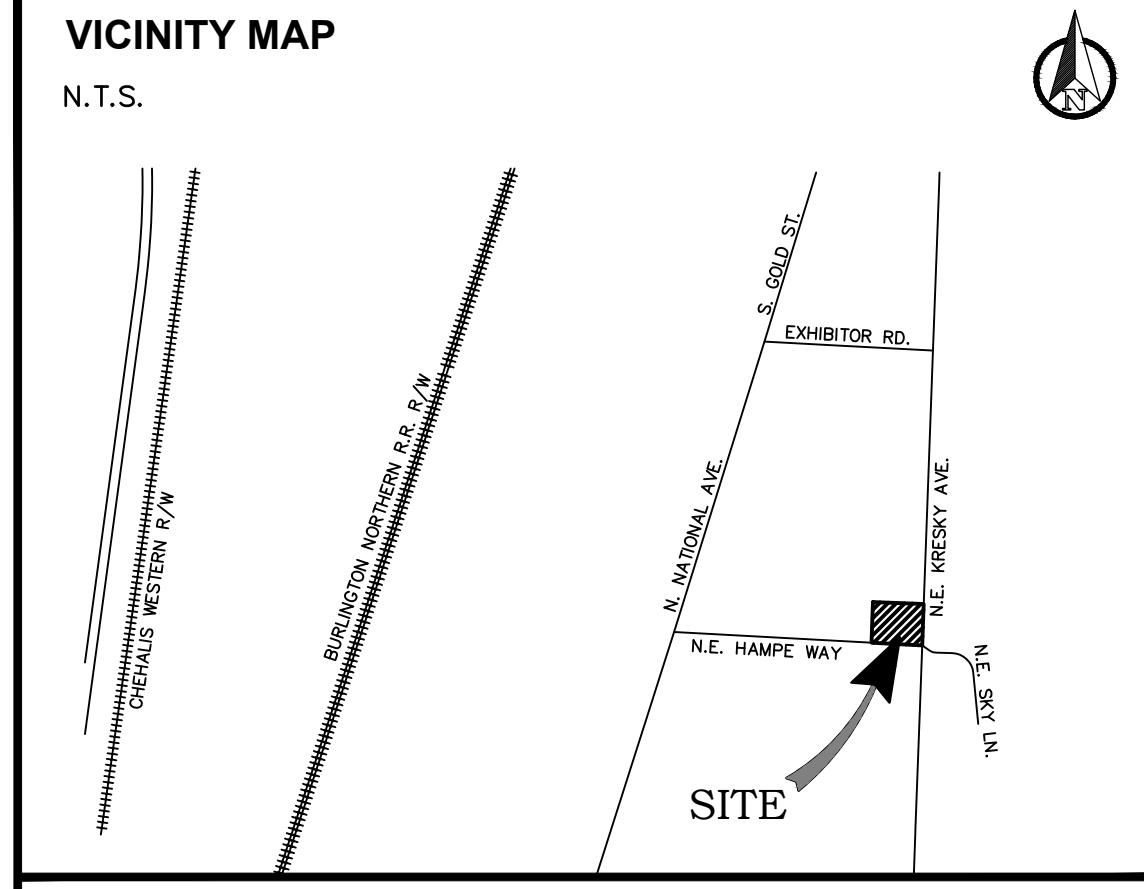 VICINITY MAP
N.T.S.
N
S. GOLD ST.
EXHIBITOR RD.
BURLINGTON NORTHERN R.R. R/W
CHEHALIS WESTERN R/W
N. NATIONAL AVE.
N.E. KRESKY AVE.
N.E. HAMPE WAY
N.E. SKY LN.
SITE